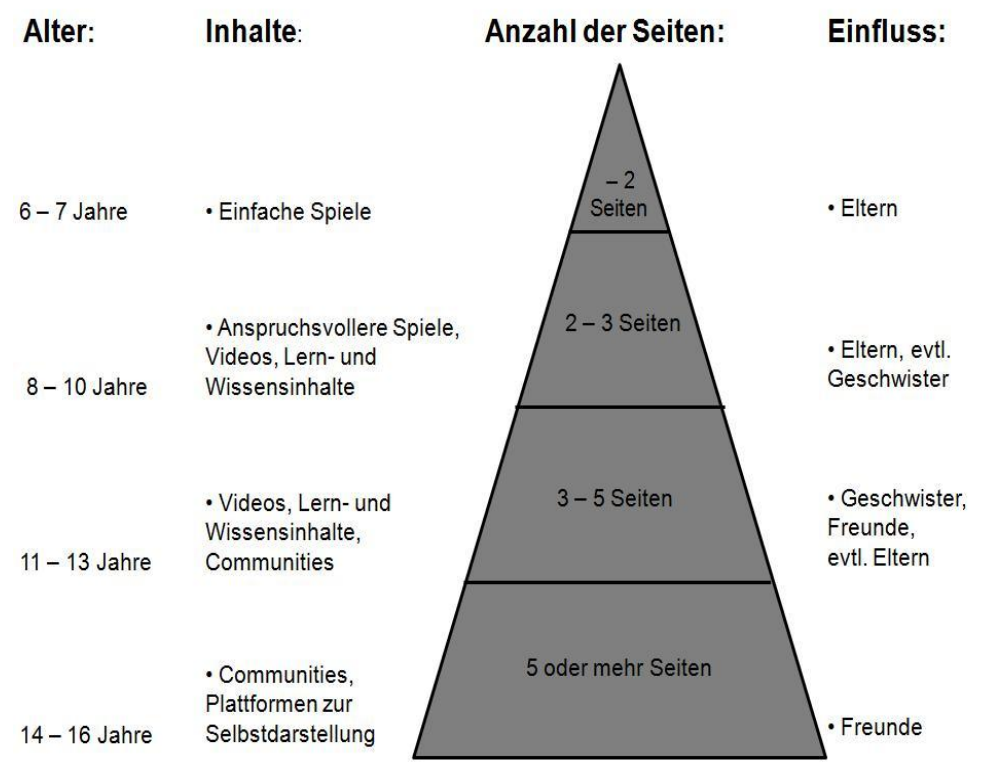 Alter: Inhalte: Anzahl der Seiten: Einfluss:
6 – 7 Jahre
• Einfache Spiele
– 2
Seiten
• Eltern
8 – 10 Jahre
• Anspruchsvollere Spiele,
Videos, Lern- und
Wissensinhalte
2 – 3 Seiten
• Eltern, evtl.
Geschwister
11 – 13 Jahre
• Videos, Lern- und
Wissensinhalte,
Communities
3 – 5 Seiten
• Geschwister,
Freunde,
evtl. Eltern
14 – 16 Jahre
• Communities,
Plattformen zur
Selbstdarstellung
5 oder mehr Seiten
• Freunde